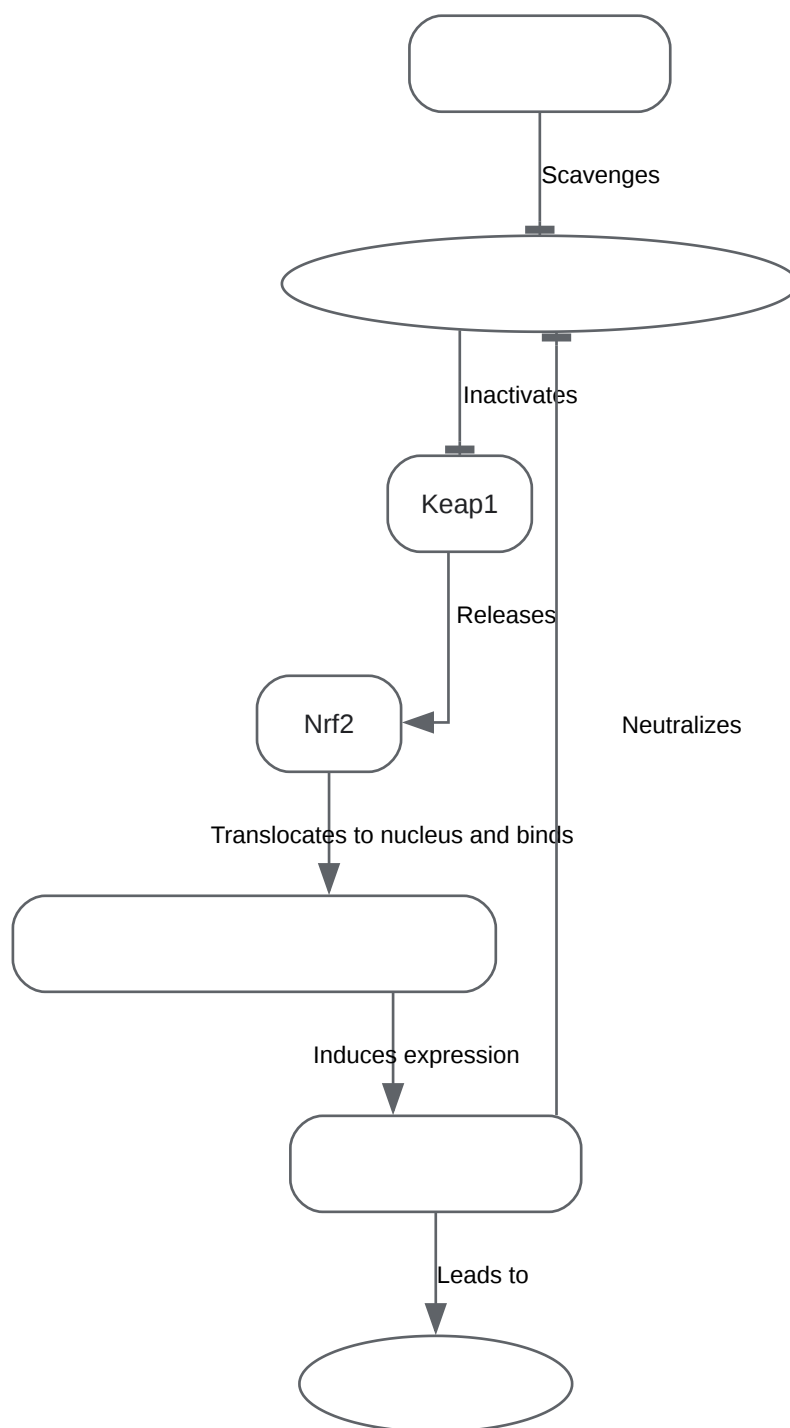 Scavenges
Inactivates
Keap1
Releases
Nrf2
Neutralizes
Translocates to nucleus and binds
Induces expression
Leads to